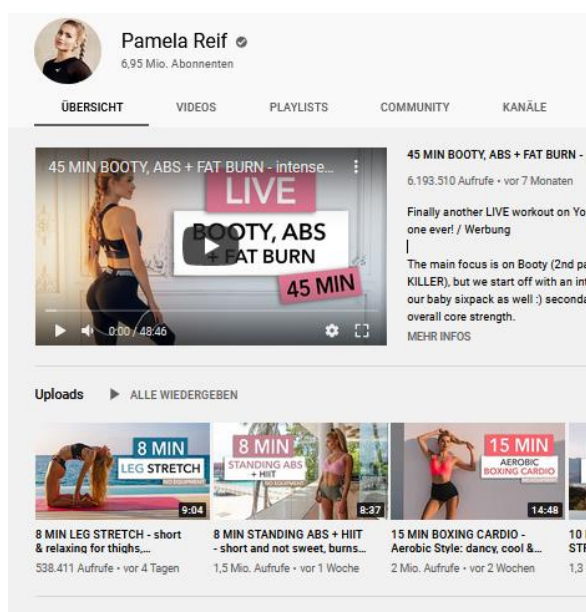 Pamela Reif
6,95 Mio. Abonnenten
ÜBERSICHT VIDEOS PLAYLISTS COMMUNITY KANÄLE
45 MIN BOOTY, ABS + FAT BURN - intense...
LIVE
BOOTY, ABS
+ FAT BURN
45 MIN
0:00 / 48:46
45 MIN BOOTY, ABS + FAT BURN -
6.193.510 Aufrufe • vor 7 Monaten
Finally another LIVE workout on Yo
one ever! / Werbung
|
The main focus is on Booty (2nd pa
KILLER), but we start off with an int
our baby sixpack as well :) seconda
overall core strength.
MEHR INFOS
Uploads ALLE WIEDERGEBEN
8 MIN
LEG STRETCH
NO EQUIPMENT
9:04
8 MIN LEG STRETCH - short
& relaxing for thighs,...
538.411 Aufrufe • vor 4 Tagen
8 MIN
STANDING ABS
+ HIIT
NO EQUIPMENT
8:37
8 MIN STANDING ABS + HIIT
- short and not sweet, burns...
1,5 Mio. Aufrufe • vor 1 Woche
15 MIN
AEROBIC
BOXING CARDIO
NO EQUIPMENT
14:48
15 MIN BOXING CARDIO -
Aerobic Style: dancy, cool &...
2 Mio. Aufrufe • vor 2 Wochen
10
STR
1,3